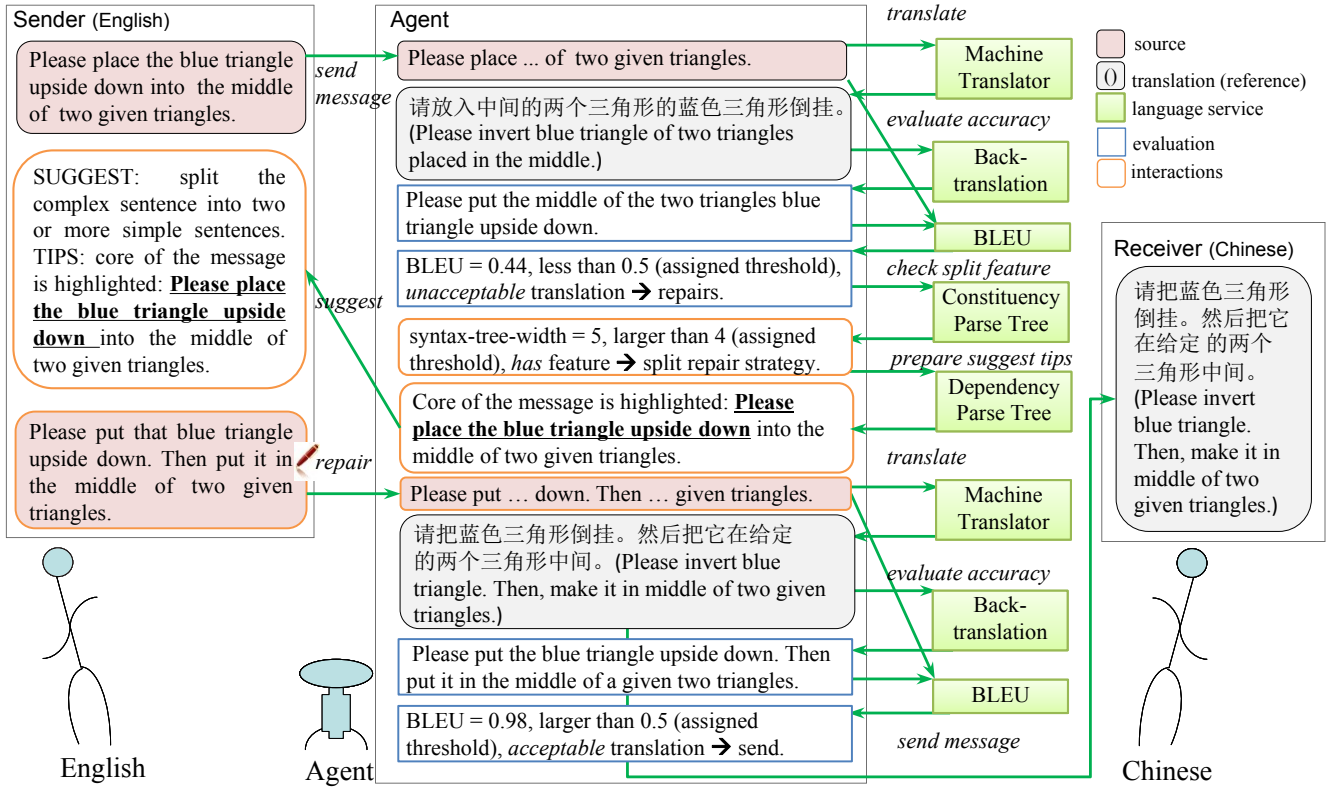 Sender (English)
Please place the blue triangle
upside down into the middle
of two given triangles.
SUGGEST: split the
complex sentence into two
or more simple sentences.
TIPS: core of the message
is highlighted: Please place
the blue triangle upside
down into the middle of
two given triangles.
Please put that blue triangle
upside down. Then put it in
the middle of two given
triangles.
send
message
suggest
repair
Agent
Please place ... of two given triangles.
请放入中间的两个三角形的蓝色三角形倒挂。
(Please invert blue triangle of two triangles
placed in the middle.)
Please put the middle of the two triangles blue
triangle upside down.
BLEU = 0.44, less than 0.5 (assigned threshold),
unacceptable translation ➔ repairs.
syntax-tree-width = 5, larger than 4 (assigned
threshold), has feature ➔ split repair strategy.
Core of the message is highlighted: Please
place the blue triangle upside down into the
middle of two given triangles.
Please put … down. Then … given triangles.
请把蓝色三角形倒挂。然后把它在给定
的两个三角形中间。(Please invert blue
triangle. Then, make it in middle of two given
triangles.)
Please put the blue triangle upside down. Then
put it in the middle of a given two triangles.
BLEU = 0.98, larger than 0.5 (assigned
threshold), acceptable translation ➔ send.
translate
Machine
Translator
evaluate accuracy
Back-
translation
BLEU
check split feature
Constituency
Parse Tree
prepare suggest tips
Dependency
Parse Tree
translate
Machine
Translator
evaluate accuracy
Back-
translation
BLEU
send message
source
() translation (reference)
language service
evaluation
interactions
Receiver (Chinese)
请把蓝色三角形
倒挂。然后把它
在给定 的两个
三角形中间。
(Please invert
blue triangle.
Then, make it in
middle of two
given triangles.)
English
Agent
Chinese